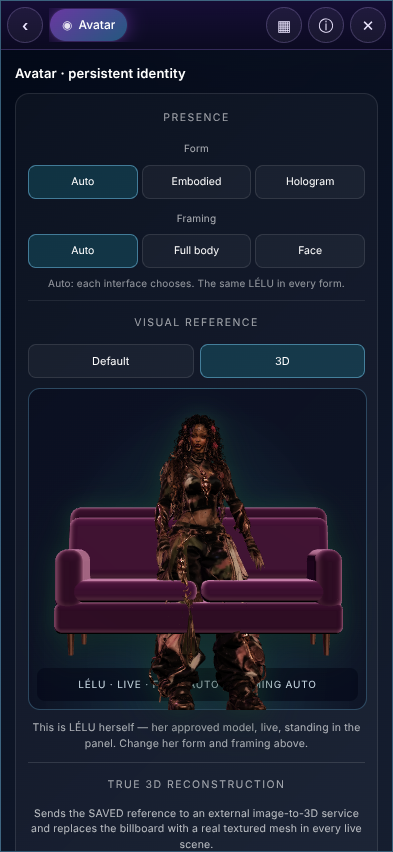 Avatar
Avatar · persistent identity
PRESENCE
Form
Auto
Embodied
Hologram
Framing
Auto
Full body
Face
Auto: each interface chooses. The same LÉLU in every form.
VISUAL REFERENCE
Default
3D
LÉLU · LIVE · AUTO AUTO
This is LÉLU herself — her approved model, live, standing in the
panel. Change her form and framing above.
TRUE 3D RECONSTRUCTION
Sends the SAVED reference to an external image-to-3D service
and replaces the billboard with a real textured mesh in every live
scene.